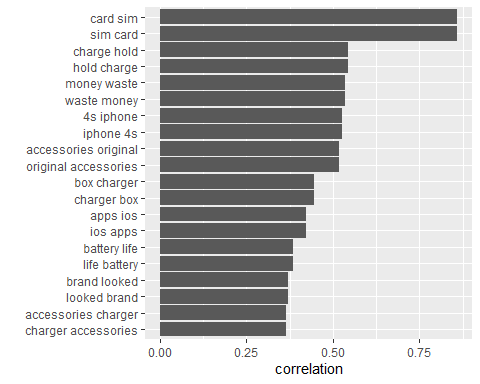 card sim
sim card
charge hold
hold charge
money waste
waste money
4s iphone
iphone 4s
accessories original
original accessories
box charger
charger box
apps ios
ios apps
battery life
life battery
brand looked
looked brand
accessories charger
charger accessories
0.00 0.25 0.50 0.75
correlation